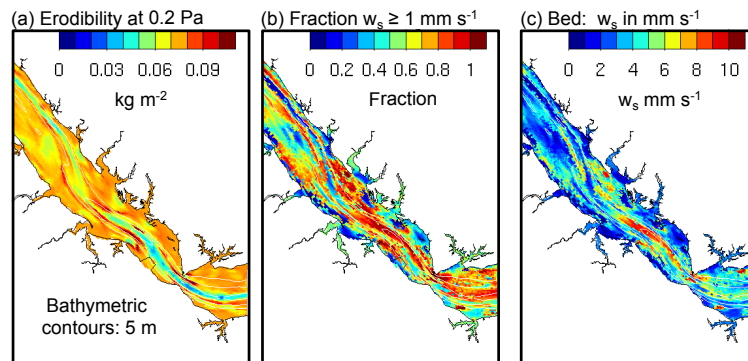 (a) Erodibility at 0.2 Pa
0 0.03 0.06 0.09
kg m⁻²
Bathymetric
contours: 5 m
(b) Fraction wₛ ≥ 1 mm s⁻¹
0 0.2 0.4 0.6 0.8 1
Fraction
(c) Bed: wₛ in mm s⁻¹
0 2 4 6 8 10
wₛ mm s⁻¹